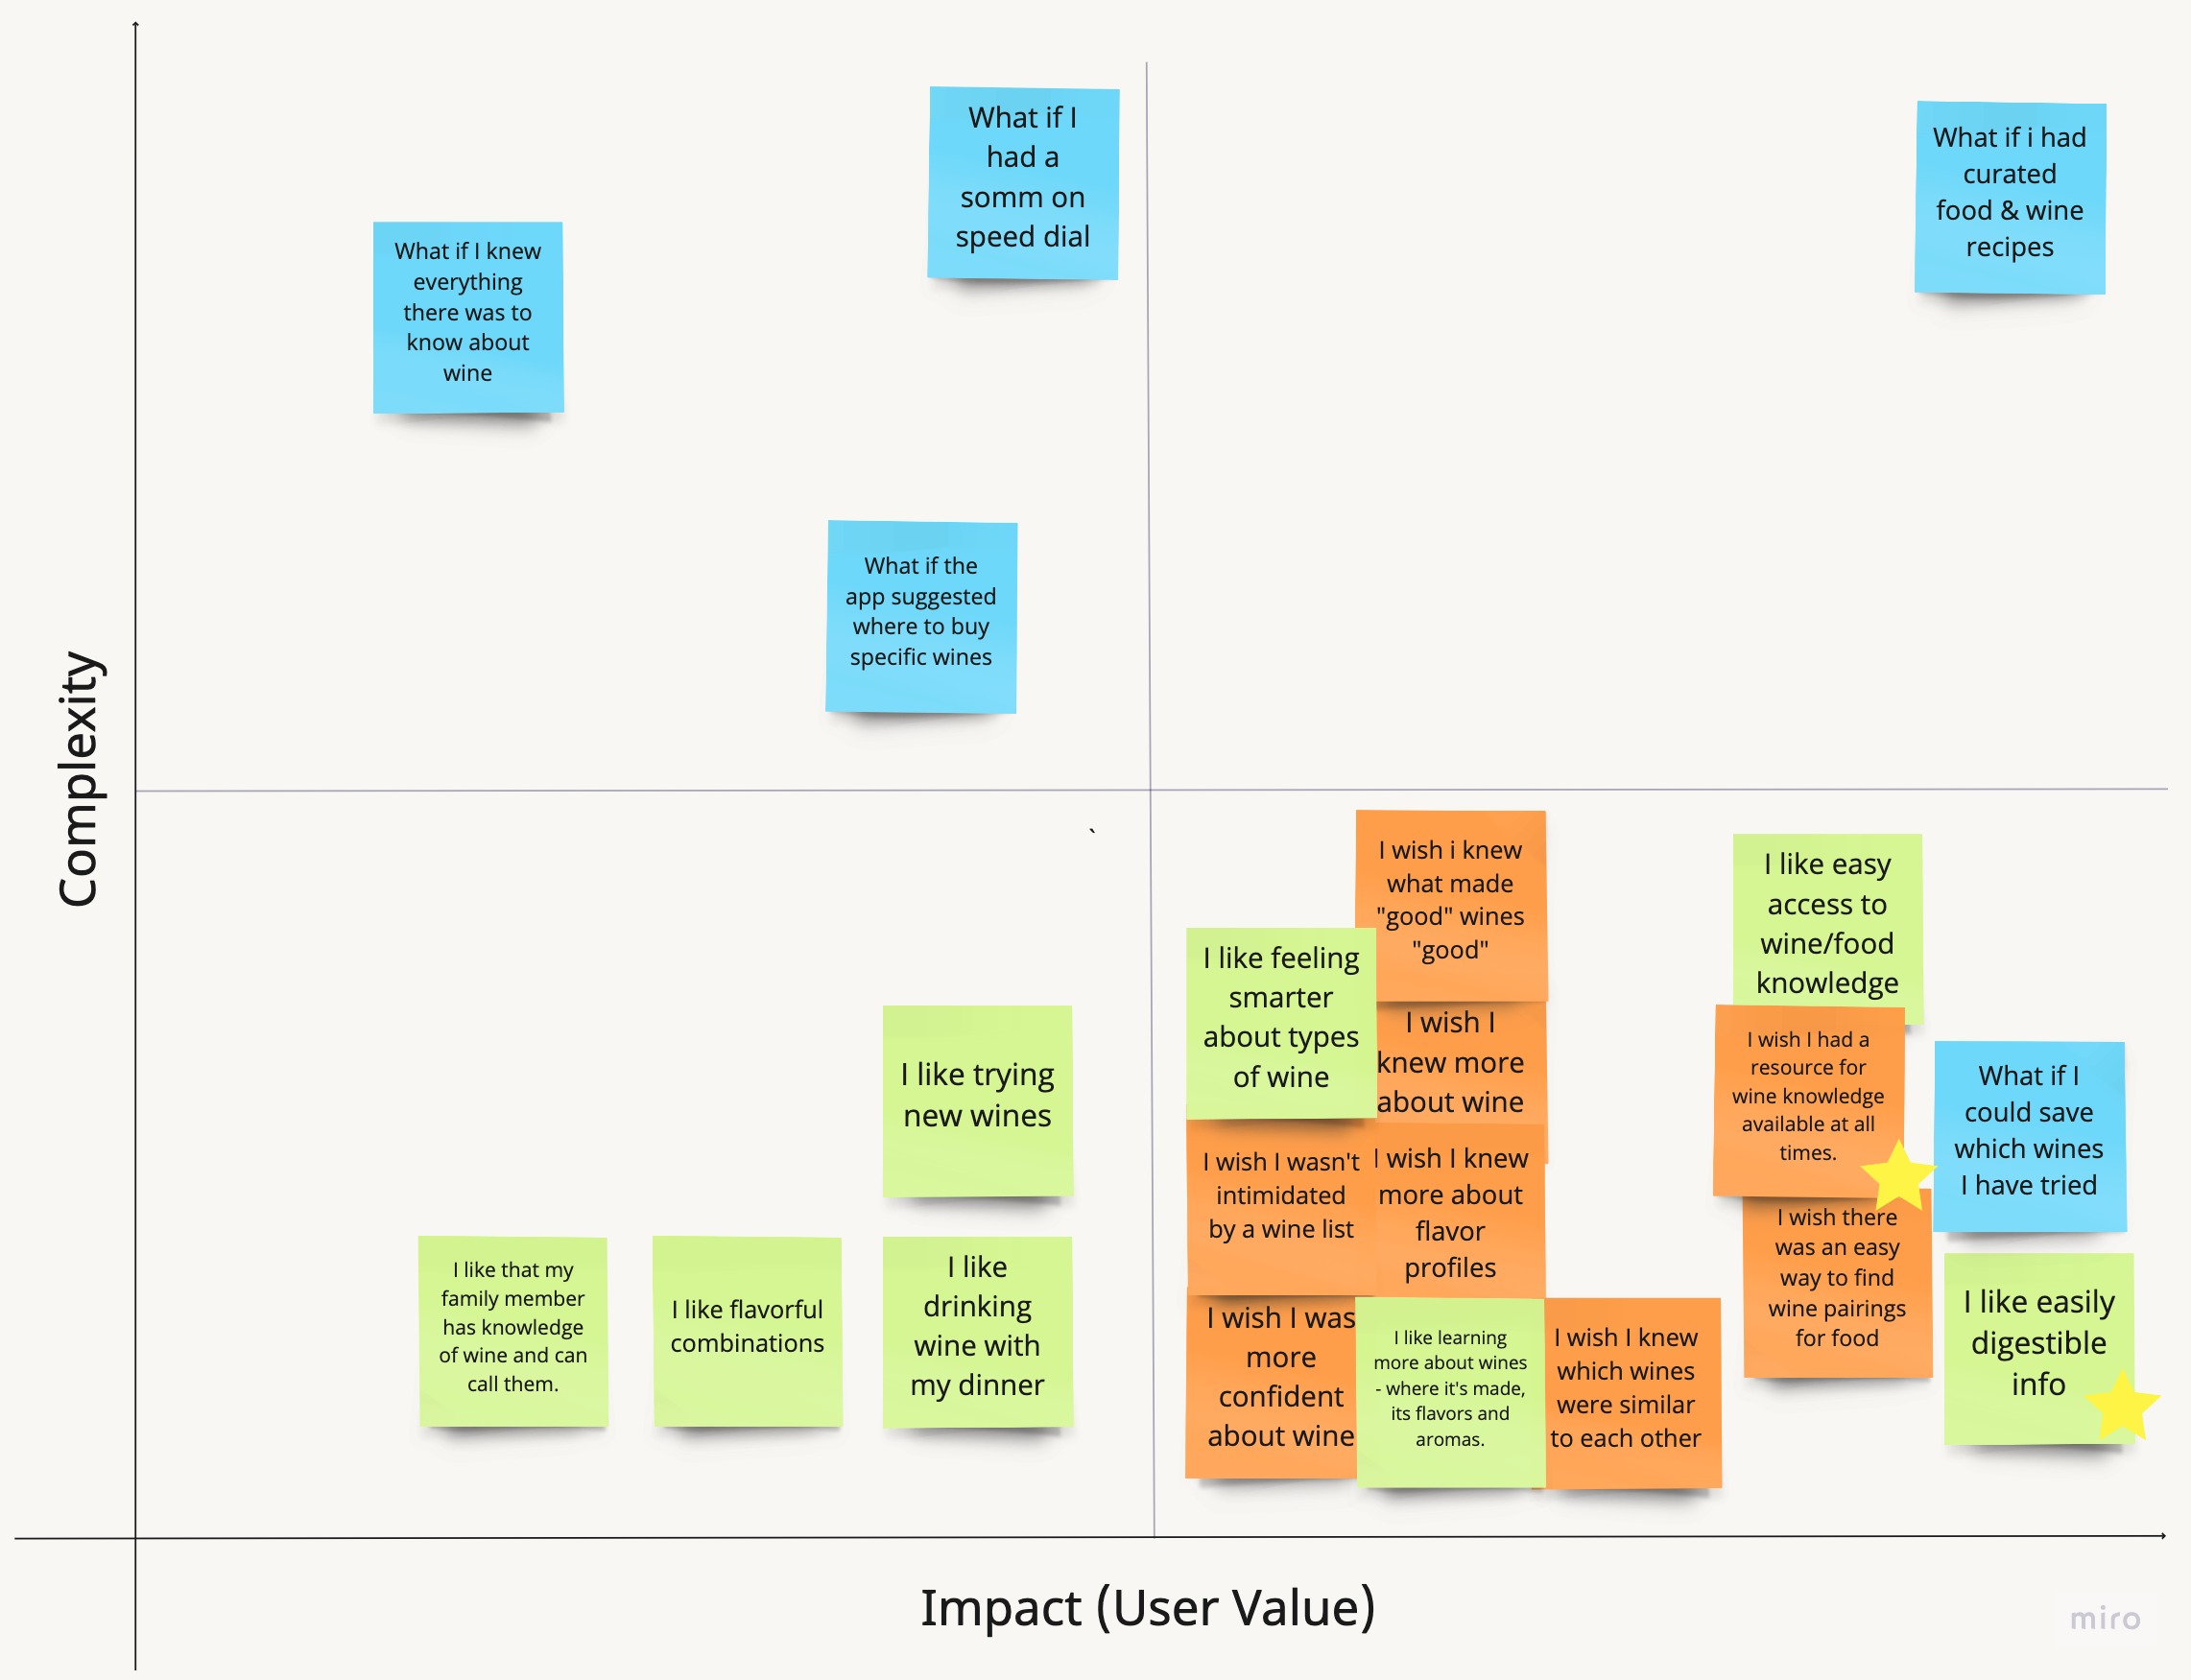 What if I
had a
somm on
speed dial
What if i had
curated
food & wine
recipes
What if I knew
everything
there was to
know about
wine
What if the
app suggested
where to buy
specific wines
Complexity
`
I wish i knew
what made
"good" wines
"good"
I like easy
access to
wine/food
knowledge
I like feeling
smarter
about types
of wine
I wish I
knew more
about wine
I like trying
new wines
I wish I had a
resource for
wine knowledge
available at all
times.
What if I
could save
which wines
I have tried
I wish I wasn't
intimidated
by a wine list
I wish I knew
more about
flavor
profiles
I wish there
was an easy
way to find
wine pairings
for food
I like that my
family member
has knowledge
of wine and can
call them.
I like flavorful
combinations
I like
drinking
wine with
my dinner
I wish I was
more
confident
about wine
I like learning
more about wines
- where it's made,
its flavors and
aromas.
I wish I knew
which wines
were similar
to each other
I like easily
digestible
info
Impact (User Value)
miro